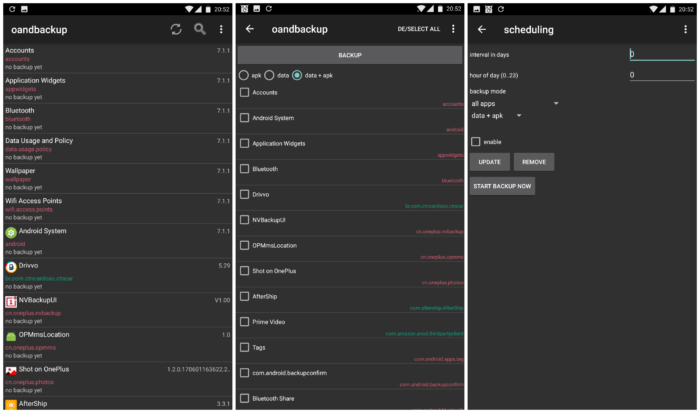 20:52
oandbackup
Accounts 7.1.1
accounts
no backup yet
Application Widgets 7.1.1
appwidgets
no backup yet
Bluetooth 7.1.1
bluetooth
no backup yet
Data Usage and Policy 7.1.1
data.usage.policy
no backup yet
Wallpaper 7.1.1
wallpaper
no backup yet
Wifi Access Points 7.1.1
wifi.access.points
no backup yet
Android System 7.1.1
android
no backup yet
Drivvo 5.29
no backup yet
NVBackupUI V1.00
cn.oneplus.nvbackup
no backup yet
OPMmsLocation 1.0
cn.oneplus.opmms
no backup yet
Shot on OnePlus 1.2.0.170601163622.2...
cn.oneplus.photos
no backup yet
AfterShip 3.3.1
20:52
oandbackup DE/SELECT ALL
BACKUP
apk data data + apk
Accounts
accounts
Android System
android
Application Widgets
appwidgets
Bluetooth
bluetooth
Drivvo
NVBackupUI
cn.oneplus.nvbackup
OPMmsLocation
cn.oneplus.opmms
Shot on OnePlus
cn.oneplus.photos
AfterShip
com.aftership.AfterShip
Prime Video
com.amazon.avod.thirdpartyclient
Tags
com.android.apps.tag
com.android.backupconfirm
com.android.backupconfirm
Bluetooth Share
20:52
scheduling
interval in days 0
hour of day (0..23) 0
backup mode
all apps
data + apk
enable
UPDATE REMOVE
START BACKUP NOW